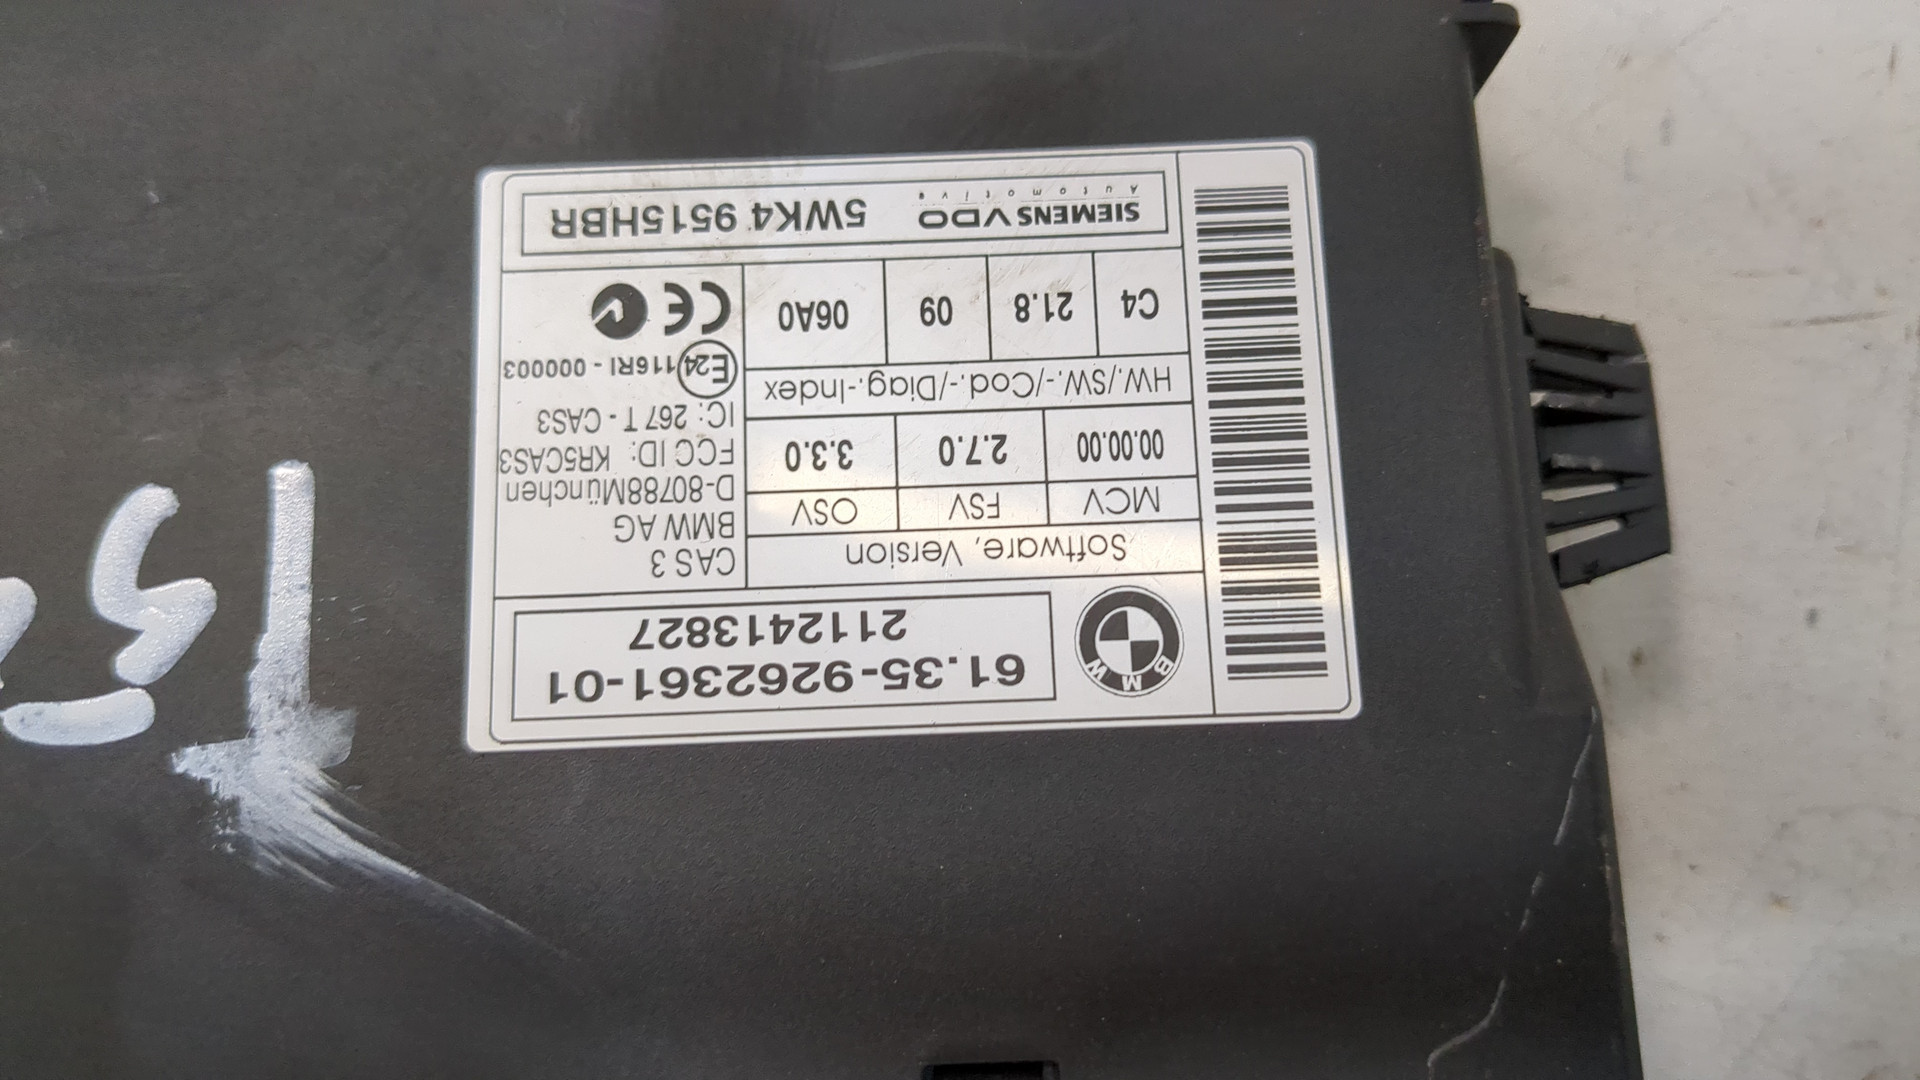 61.35-9262361-01
2112413827
BMW
Software, Version
MCV FSV OSV
00.00.00 2.7.0 3.3.0
HW./SW.-/Cod.-/Diag.-Index
C4 21.8 09 06A0
CAS 3
BMW AG
D-80788München
FCC ID: KR5CAS3
IC: 267 T - CAS3
E24 116RI - 000003
CE
SIEMENS VDO 5WK4 9515HBR
Automotive